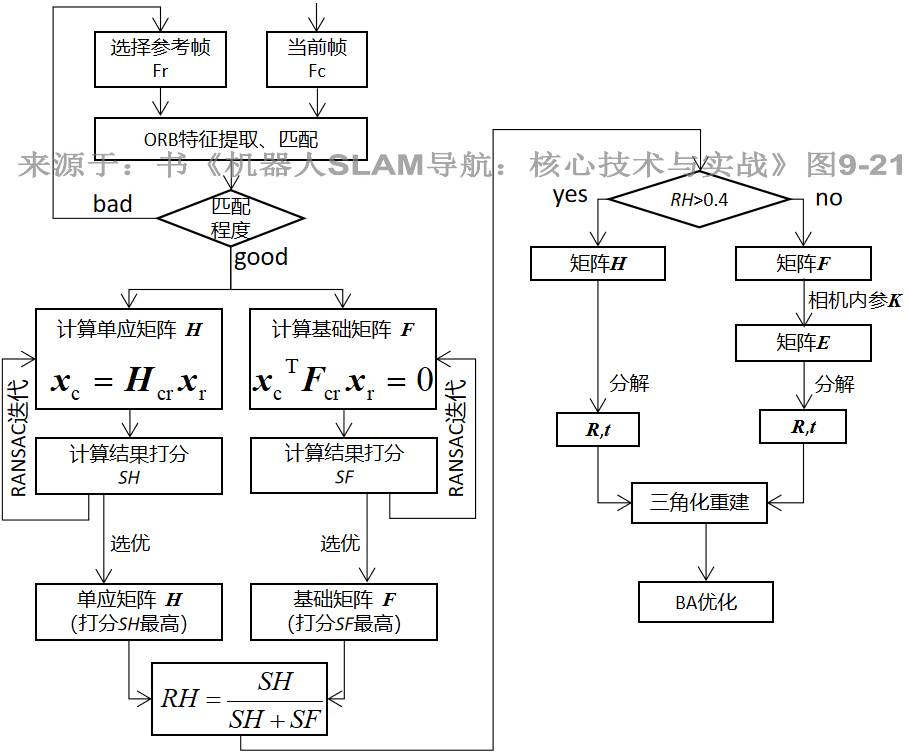 选择参考帧
Fr
当前帧
Fc
ORB特征提取、匹配
来源于：书《机器人SLAM导航：核心技术与实战》图9-21
bad
匹配
程度
good
计算单应矩阵 H
x_c = H_cr x_r
计算基础矩阵 F
x_c^T F_cr x_r = 0
RANSAC迭代
计算结果打分
SH
计算结果打分
SF
RANSAC迭代
选优
选优
单应矩阵 H
(打分SH最高)
基础矩阵 F
(打分SF最高)
RH = SH / (SH + SF)
yes
RH>0.4
no
矩阵H
矩阵F
相机内参K
矩阵E
分解
分解
R,t
R,t
三角化重建
BA优化